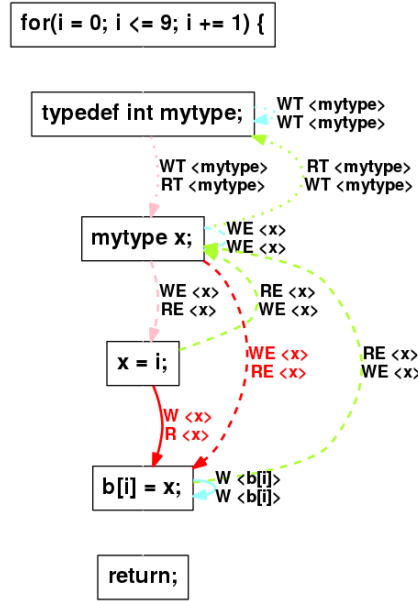 for(i = 0; i <= 9; i += 1) {
typedef int mytype;
WT <mytype>
WT <mytype>
WT <mytype>
RT <mytype>
RT <mytype>
WT <mytype>
mytype x;
WE <x>
WE <x>
WE <x>
RE <x>
RE <x>
WE <x>
x = i;
WE <x>
RE <x>
RE <x>
WE <x>
W <x>
R <x>
b[i] = x;
W <b[i]>
W <b[i]>
return;